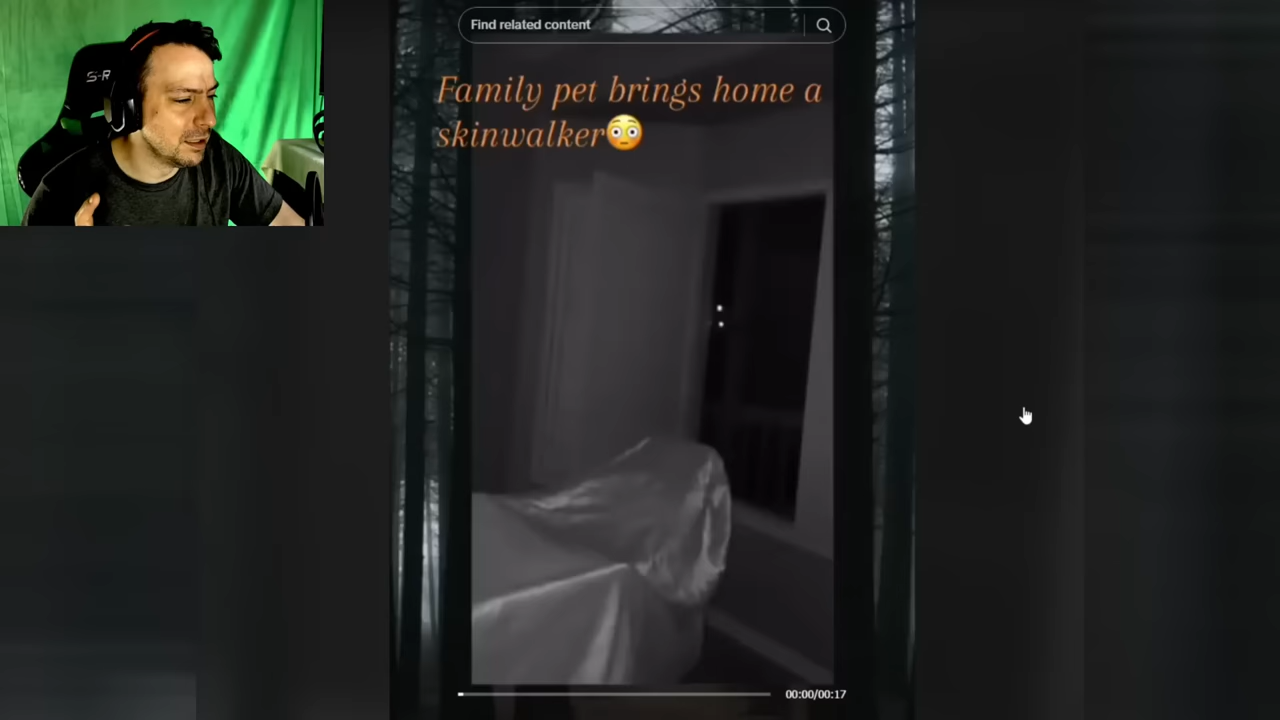 Find related content
S-R
Family pet brings home a
skinwalker😳
00:00/00:17